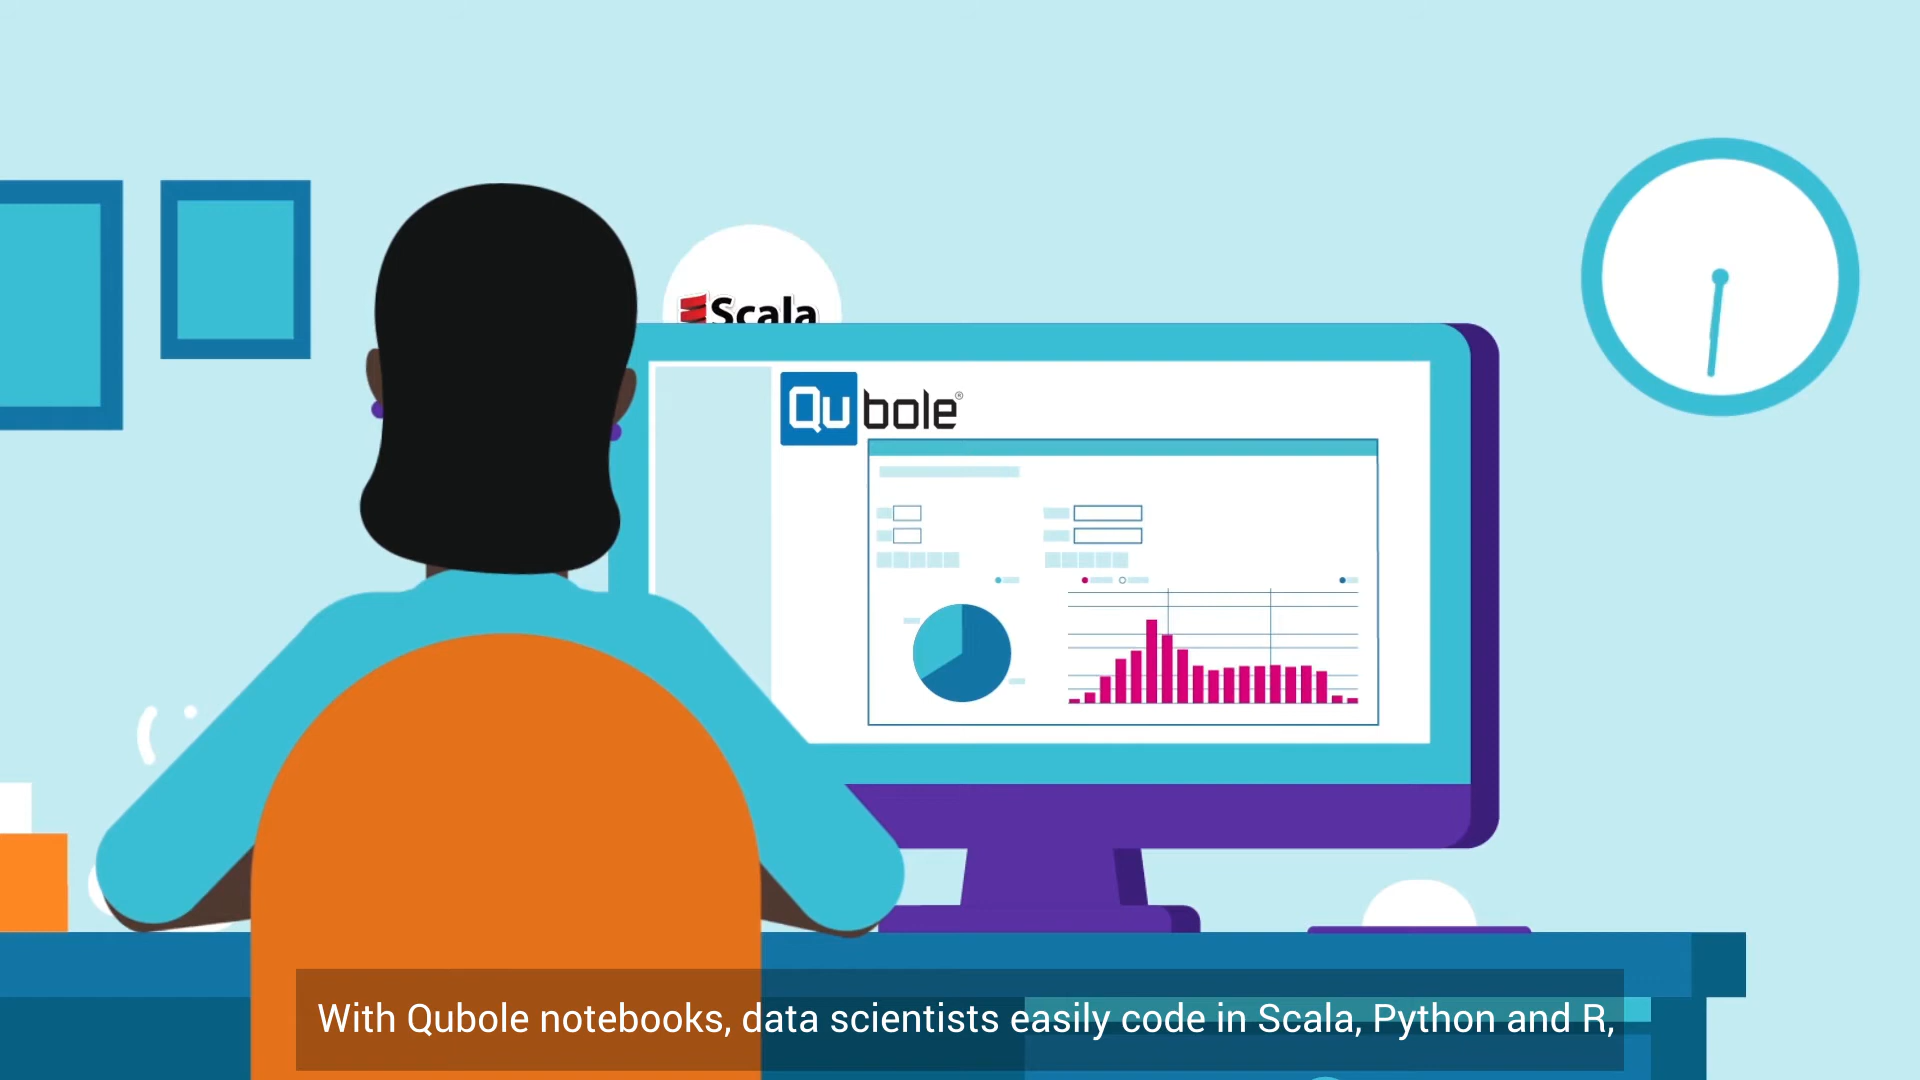 Scala
Qubole®
With Qubole notebooks, data scientists easily code in Scala, Python and R,